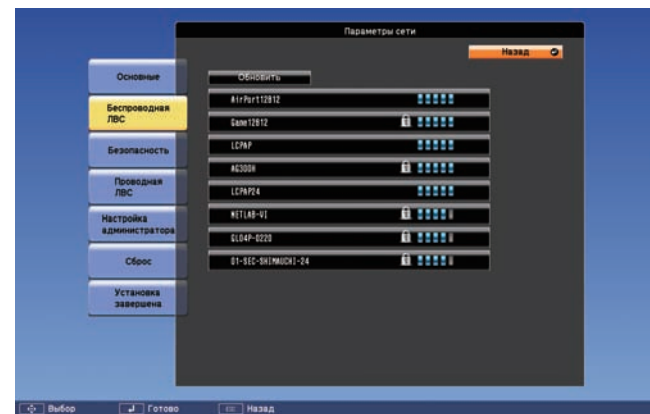 Параметры сети
Назад
Основные
Беспроводная
ЛВС
Безопасность
Проводная
ЛВС
Настройка
администратора
Сброс
Установка
завершена
Обновить
AirPort12812
Game12812
LCPAP
AG300H
LCPAP24
NETLAB-VI
GL04P-0220
01-SEC-SHIMAUCHI-24
Выбор
Готово
Назад